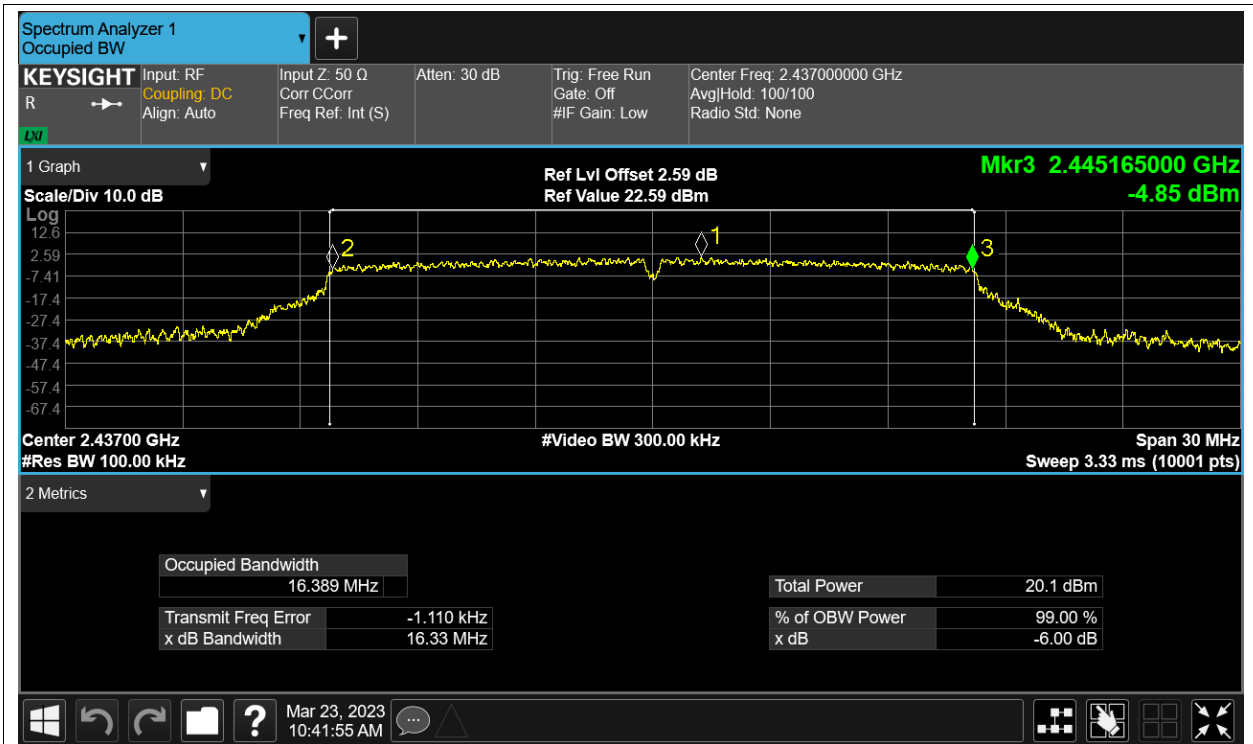 Spectrum Analyzer 1
Occupied BW
KEYSIGHT
R
LXI
Input: RF
Coupling: DC
Align: Auto
Input Z: 50 Ω
Corr CCorr
Freq Ref: Int (S)
Atten: 30 dB
Trig: Free Run
Gate: Off
#IF Gain: Low
Center Freq: 2.437000000 GHz
Avg|Hold: 100/100
Radio Std: None
1 Graph
Scale/Div 10.0 dB
Ref Lvl Offset 2.59 dB
Ref Value 22.59 dBm
Mkr3 2.445165000 GHz
-4.85 dBm
Log
12.6
2.59
-7.41
-17.4
-27.4
-37.4
-47.4
-57.4
-67.4
2
1
3
Center 2.43700 GHz
#Res BW 100.00 kHz
#Video BW 300.00 kHz
Span 30 MHz
Sweep 3.33 ms (10001 pts)
2 Metrics
Occupied Bandwidth
16.389 MHz
Transmit Freq Error -1.110 kHz
x dB Bandwidth 16.33 MHz
Total Power 20.1 dBm
% of OBW Power 99.00 %
x dB -6.00 dB
?
Mar 23, 2023
10:41:55 AM